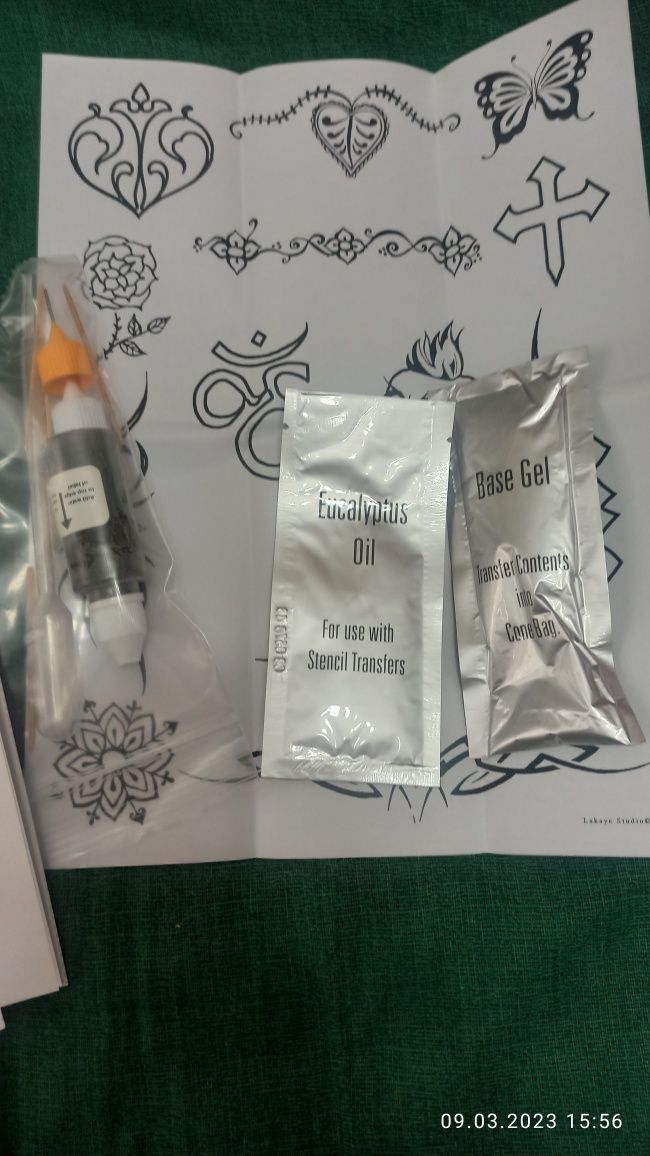 Eucalyptus
Oil
For use with
Stencil Transfers
Base Gel
Transfer Contents
into
Cone Bag.
Lakaye Studio©
09.03.2023 15:56